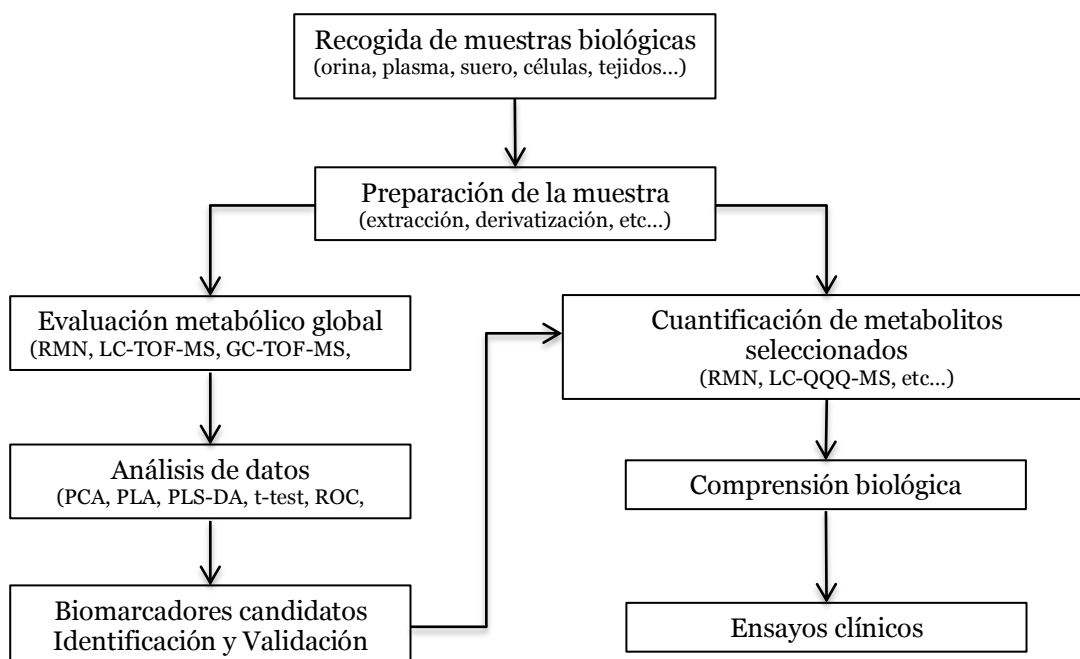 Recogida de muestras biológicas
(orina, plasma, suero, células, tejidos...)
Preparación de la muestra
(extracción, derivatización, etc...)
Evaluación metabólico global
(RMN, LC-TOF-MS, GC-TOF-MS,
Análisis de datos
(PCA, PLA, PLS-DA, t-test, ROC,
Biomarcadores candidatos
Identificación y Validación
Cuantificación de metabolitos
seleccionados
(RMN, LC-QQQ-MS, etc...)
Comprensión biológica
Ensayos clínicos